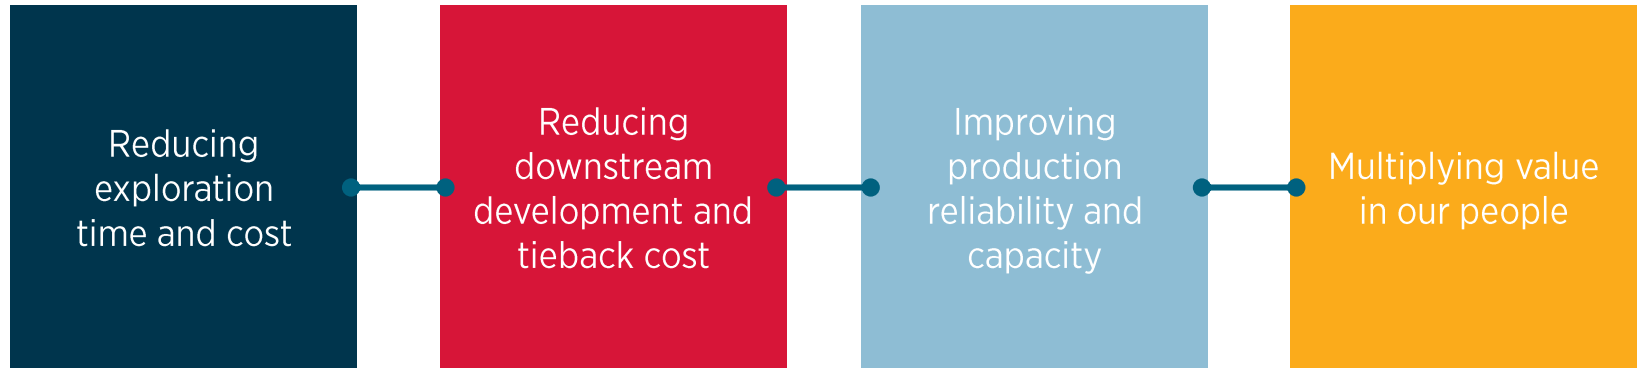 Reducing
exploration
time and cost
Reducing
downstream
development and
tieback cost
Improving
production
reliability and
capacity
Multiplying value
in our people